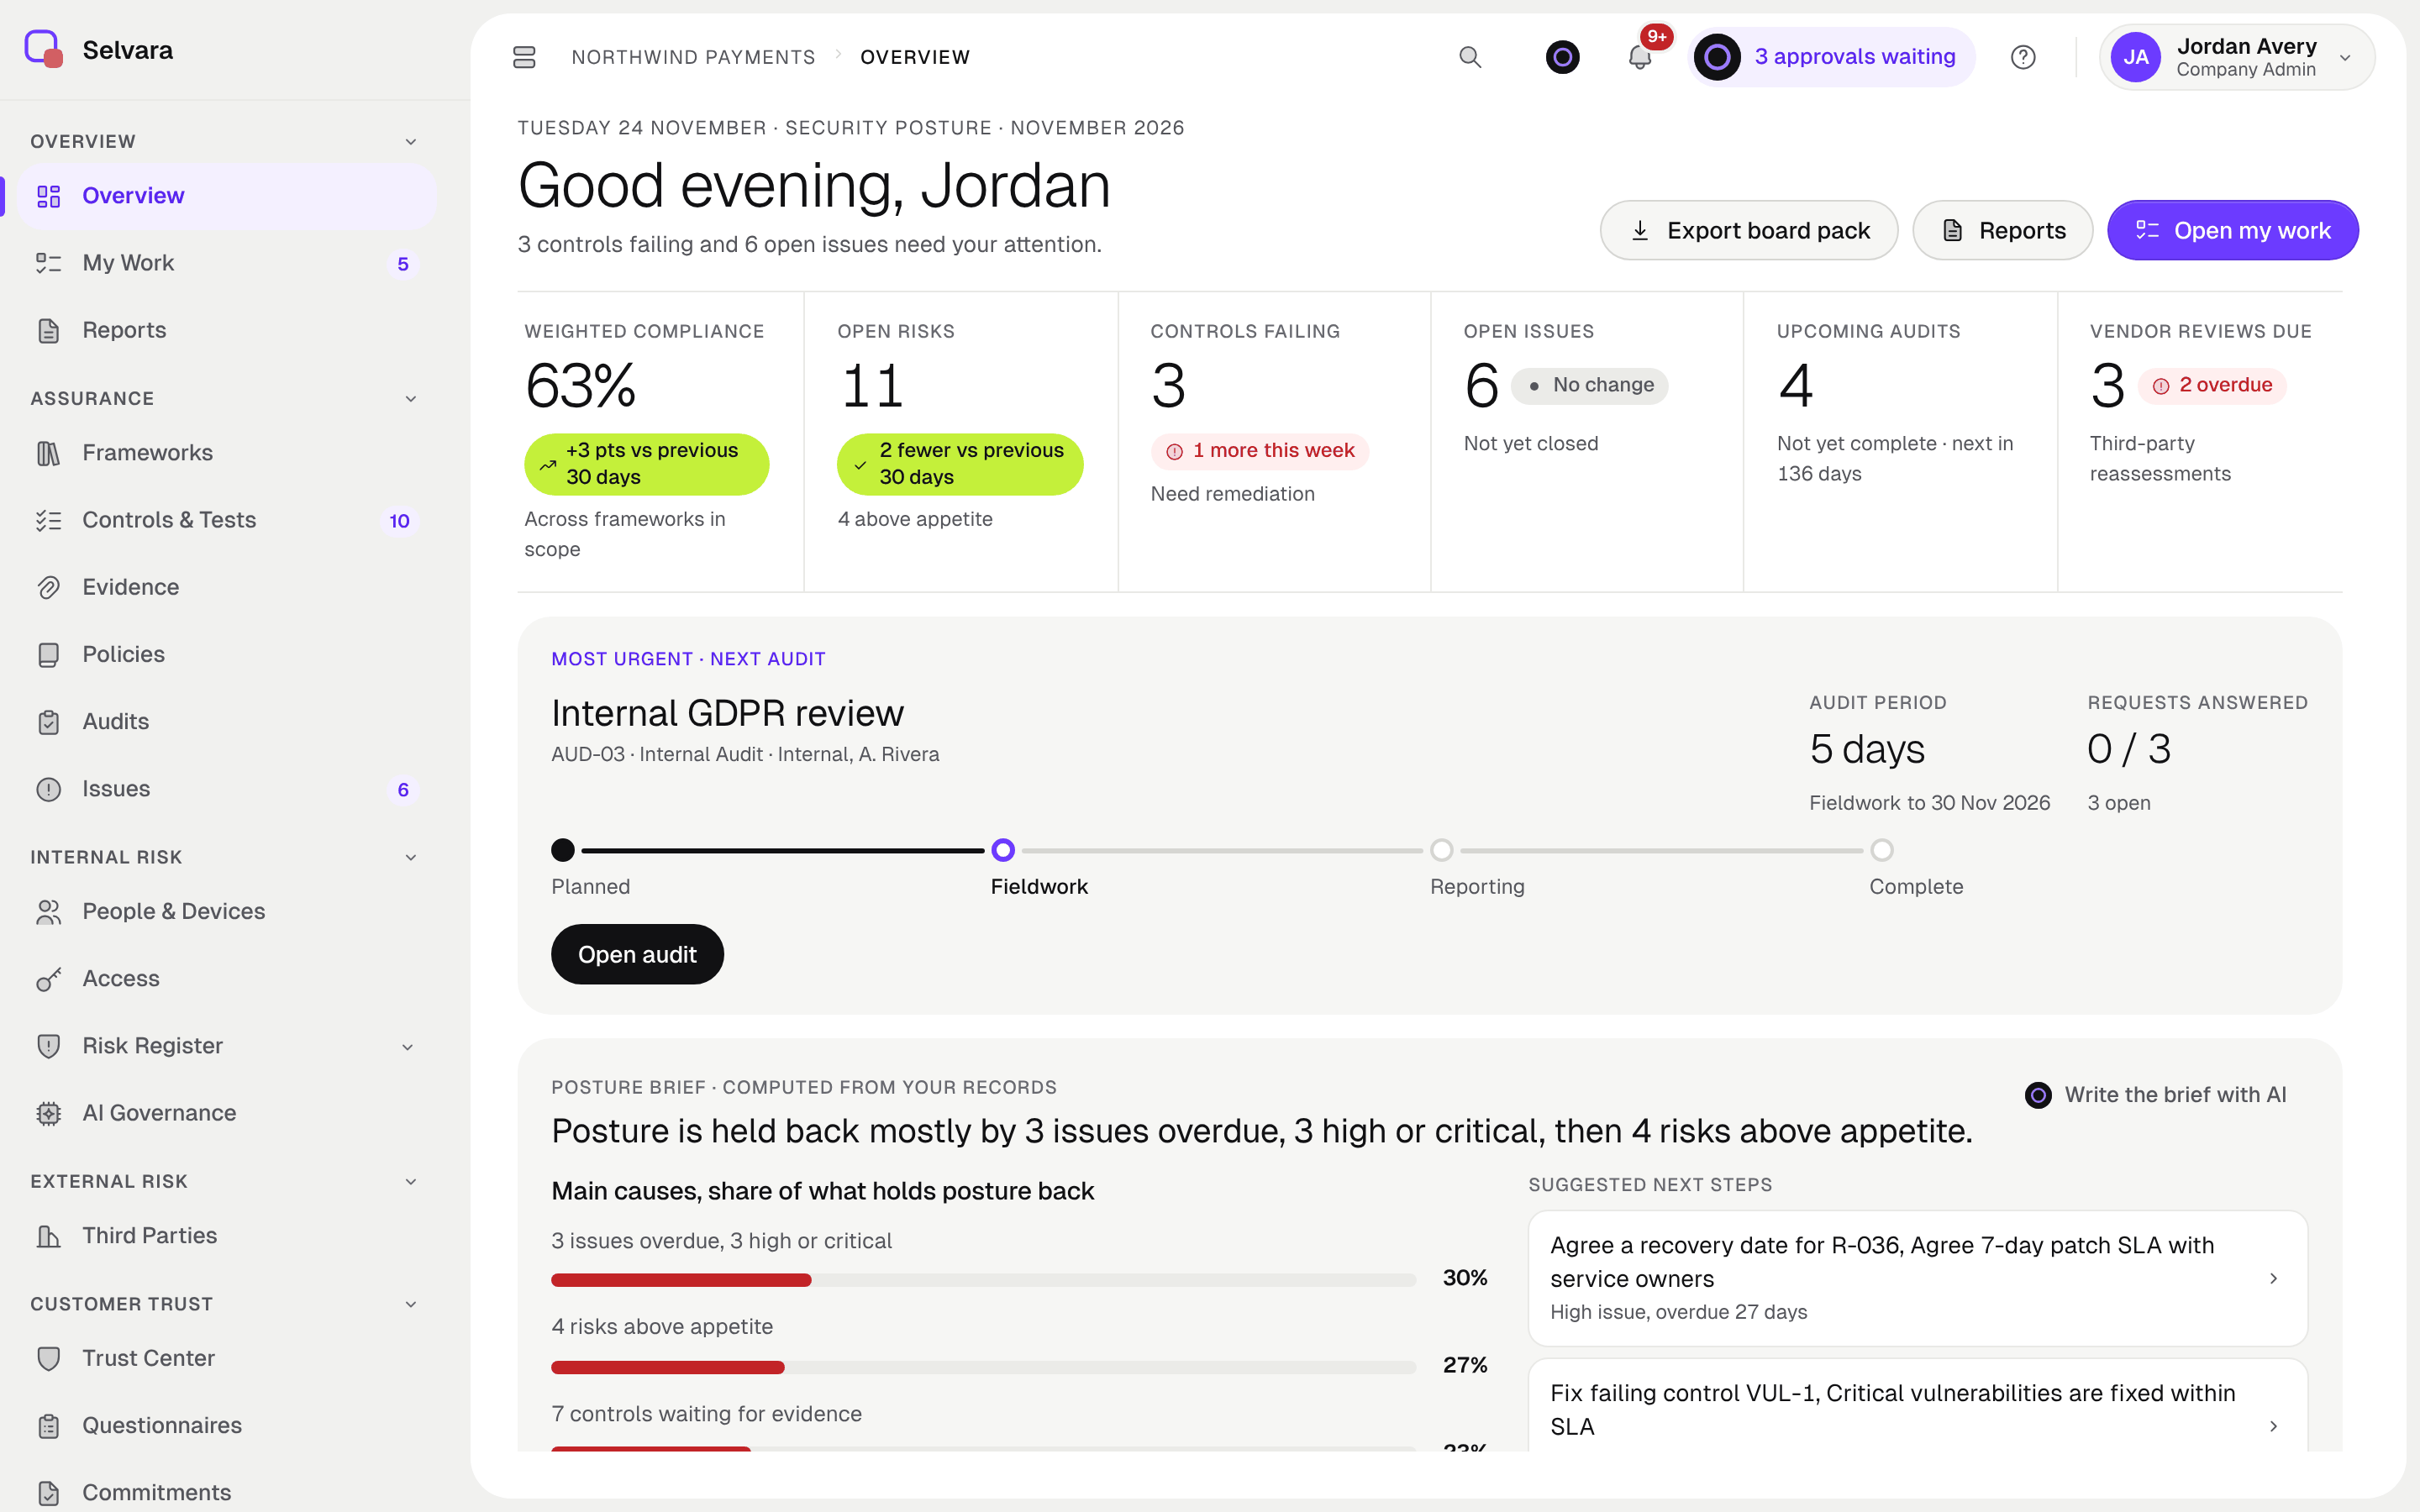 Selvara
OVERVIEW
Overview
My Work
5
Reports
ASSURANCE
Frameworks
Controls & Tests
10
Evidence
Policies
Audits
Issues
6
INTERNAL RISK
People & Devices
Access
Risk Register
AI Governance
EXTERNAL RISK
Third Parties
CUSTOMER TRUST
Trust Center
Questionnaires
Commitments
NORTHWIND PAYMENTS
OVERVIEW
9+
3 approvals waiting
JA
Jordan Avery
Company Admin
TUESDAY 24 NOVEMBER · SECURITY POSTURE · NOVEMBER 2026
Good evening, Jordan
3 controls failing and 6 open issues need your attention.
Export board pack
Reports
Open my work
WEIGHTED COMPLIANCE
63%
+3 pts vs previous
30 days
Across frameworks in
scope
OPEN RISKS
11
2 fewer vs previous
30 days
4 above appetite
CONTROLS FAILING
3
1 more this week
Need remediation
OPEN ISSUES
6
No change
Not yet closed
UPCOMING AUDITS
4
Not yet complete · next in
136 days
VENDOR REVIEWS DUE
3
2 overdue
Third-party
reassessments
MOST URGENT · NEXT AUDIT
Internal GDPR review
AUD-03 · Internal Audit · Internal, A. Rivera
AUDIT PERIOD
5 days
Fieldwork to 30 Nov 2026
REQUESTS ANSWERED
0 / 3
3 open
Planned
Fieldwork
Reporting
Complete
Open audit
POSTURE BRIEF · COMPUTED FROM YOUR RECORDS
Write the brief with AI
Posture is held back mostly by 3 issues overdue, 3 high or critical, then 4 risks above appetite.
Main causes, share of what holds posture back
3 issues overdue, 3 high or critical
30%
4 risks above appetite
27%
7 controls waiting for evidence
23%
SUGGESTED NEXT STEPS
Agree a recovery date for R-036, Agree 7-day patch SLA with
service owners
High issue, overdue 27 days
Fix failing control VUL-1, Critical vulnerabilities are fixed within
SLA